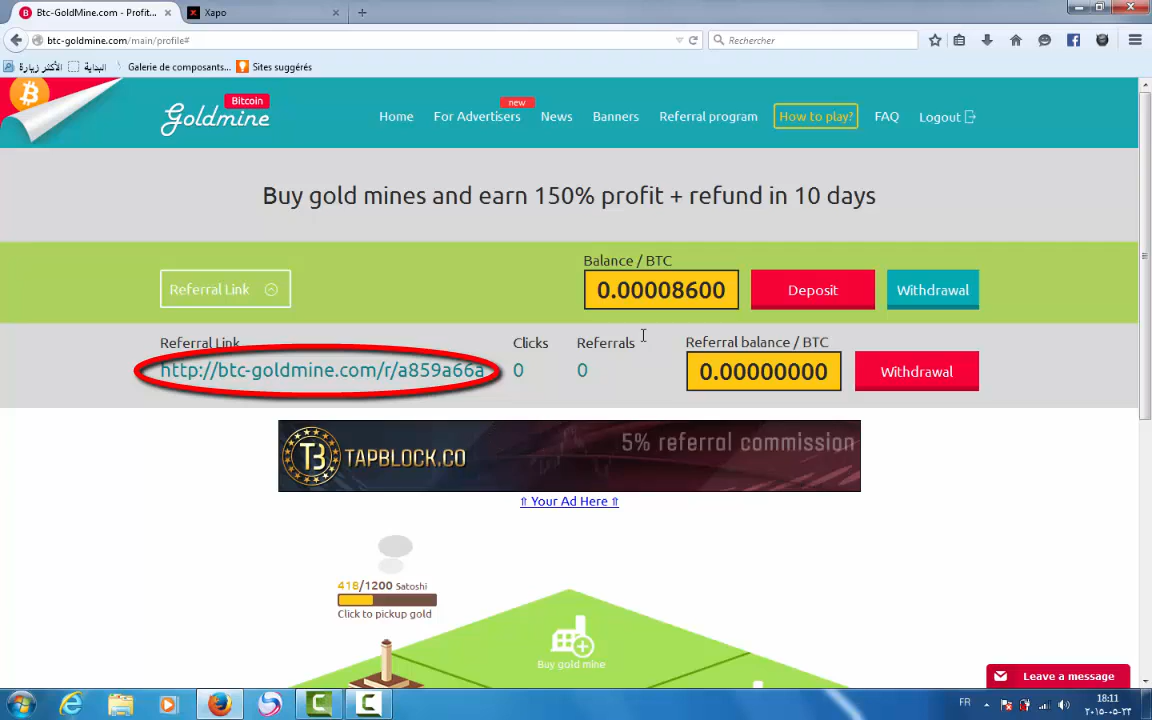 Btc-GoldMine.com - Profit...
Xapo
btc-goldmine.com/main/profile#
Rechercher
الأكثر زيارة
البداية
Galerie de composants...
Sites suggérés
Bitcoin
Goldmine
Home
For Advertisers
new
News
Banners
Referral program
How to play?
FAQ
Logout
Buy gold mines and earn 150% profit + refund in 10 days
Referral Link
Balance / BTC
0.00008600
Deposit
Withdrawal
Referral Link
http://btc-goldmine.com/r/a859a66a
Clicks
0
Referrals
0
Referral balance / BTC
0.00000000
Withdrawal
TB
TAPBLOCK.CO
5% referral commission
⇑ Your Ad Here ⇑
418/1200 Satoshi
Click to pickup gold
Buy gold mine
Leave a message
FR
18:11
٢٠١٥-٠٥-٢٣